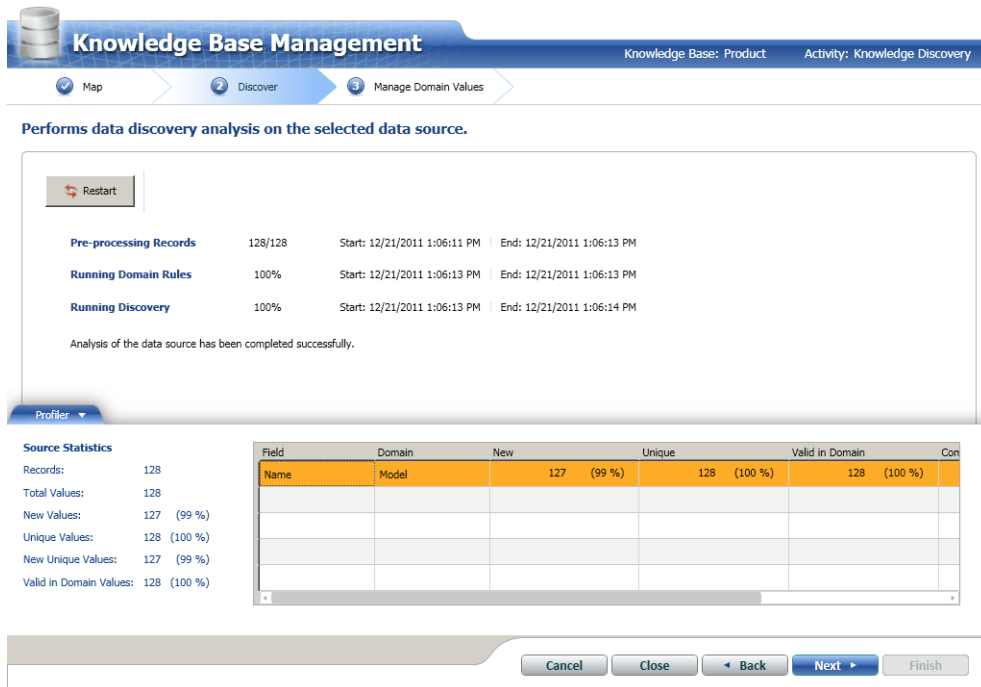 Knowledge Base Management
Knowledge Base: Product Activity: Knowledge Discovery
Map 2 Discover 3 Manage Domain Values
Performs data discovery analysis on the selected data source.
Restart
Pre-processing Records 128/128 Start: 12/21/2011 1:06:11 PM End: 12/21/2011 1:06:13 PM
Running Domain Rules 100% Start: 12/21/2011 1:06:13 PM End: 12/21/2011 1:06:13 PM
Running Discovery 100% Start: 12/21/2011 1:06:13 PM End: 12/21/2011 1:06:14 PM
Analysis of the data source has been completed successfully.
Profiler
Source Statistics
Records: 128
Total Values: 128
New Values: 127 (99 %)
Unique Values: 128 (100 %)
New Unique Values: 127 (99 %)
Valid in Domain Values: 128 (100 %)
Field Domain New Unique Valid in Domain Con
Name Model 127 (99 %) 128 (100 %) 128 (100 %)
Cancel Close Back Next Finish